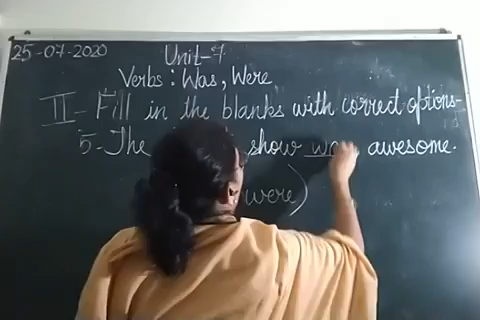 25-07-2020
Unit-7
Verbs: Was, Were
II- Fill in the blanks with correct options-
5. The show wa awesome.
were)